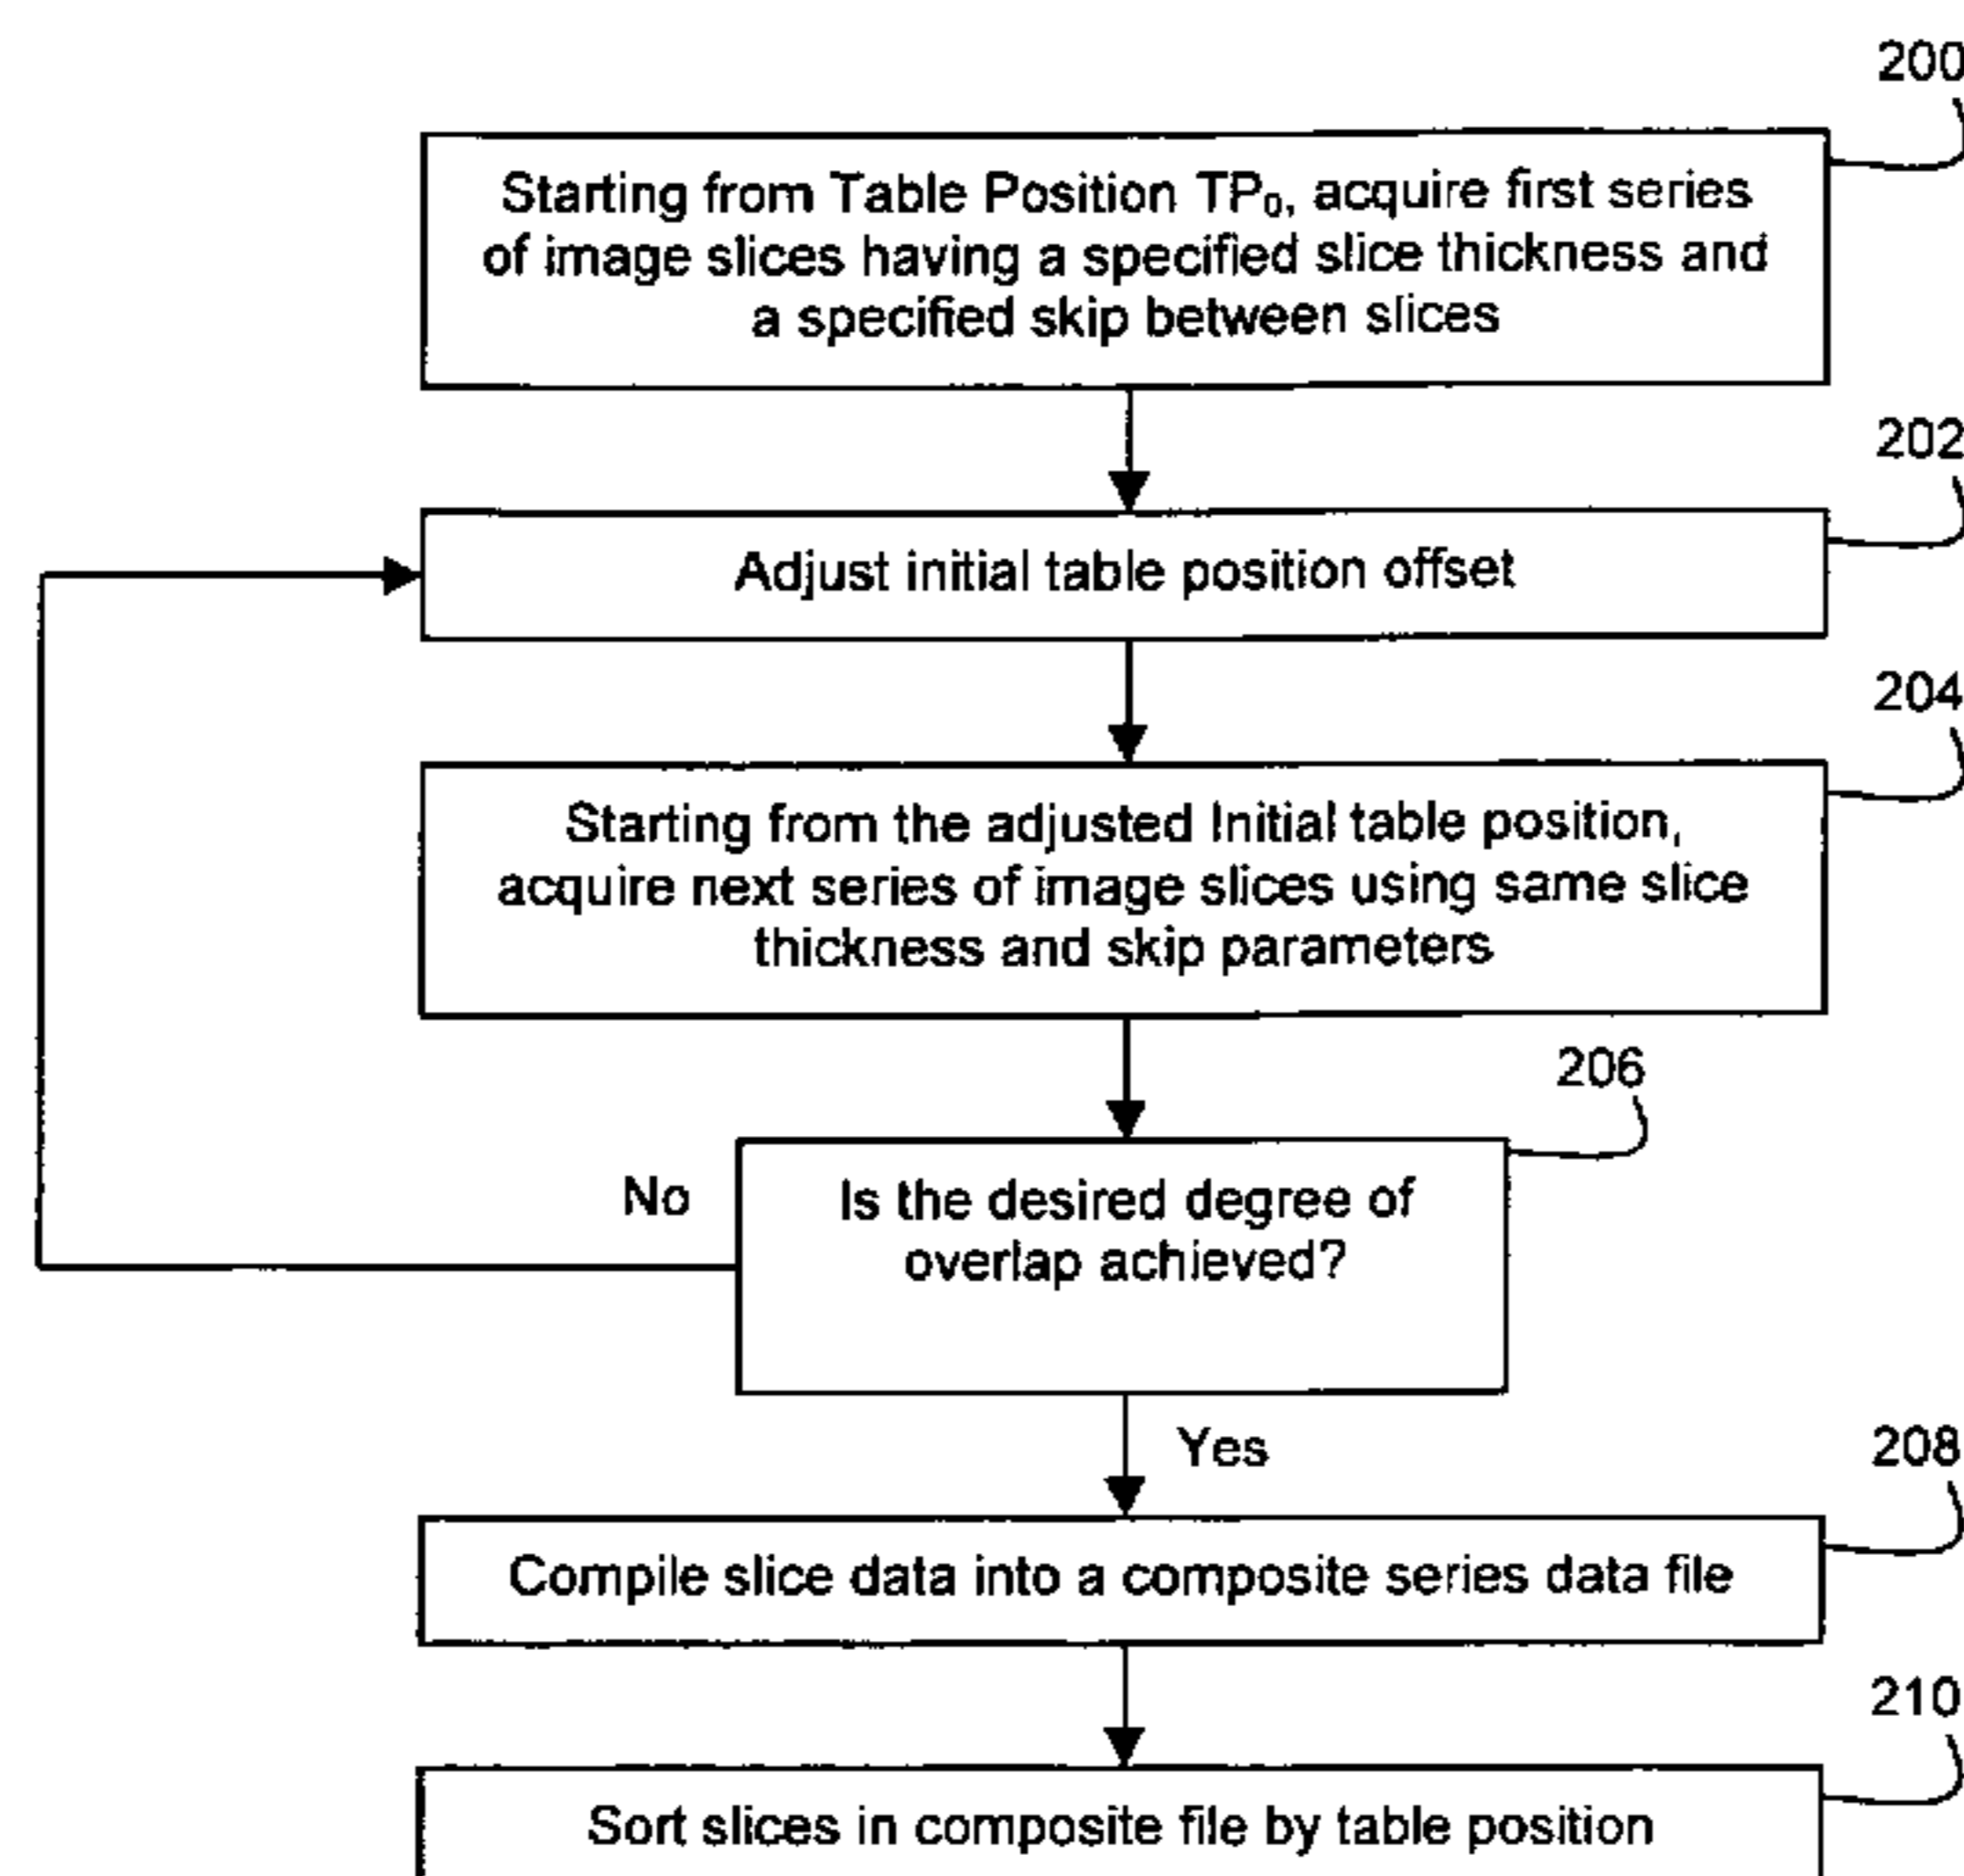 200
Starting from Table Position TP₀, acquire first series
of image slices having a specified slice thickness and
a specified skip between slices
202
Adjust initial table position offset
204
Starting from the adjusted Initial table position,
acquire next series of image slices using same slice
thickness and skip parameters
206
No
Is the desired degree of
overlap achieved?
Yes
208
Compile slice data into a composite series data file
210
Sort slices in composite file by table position